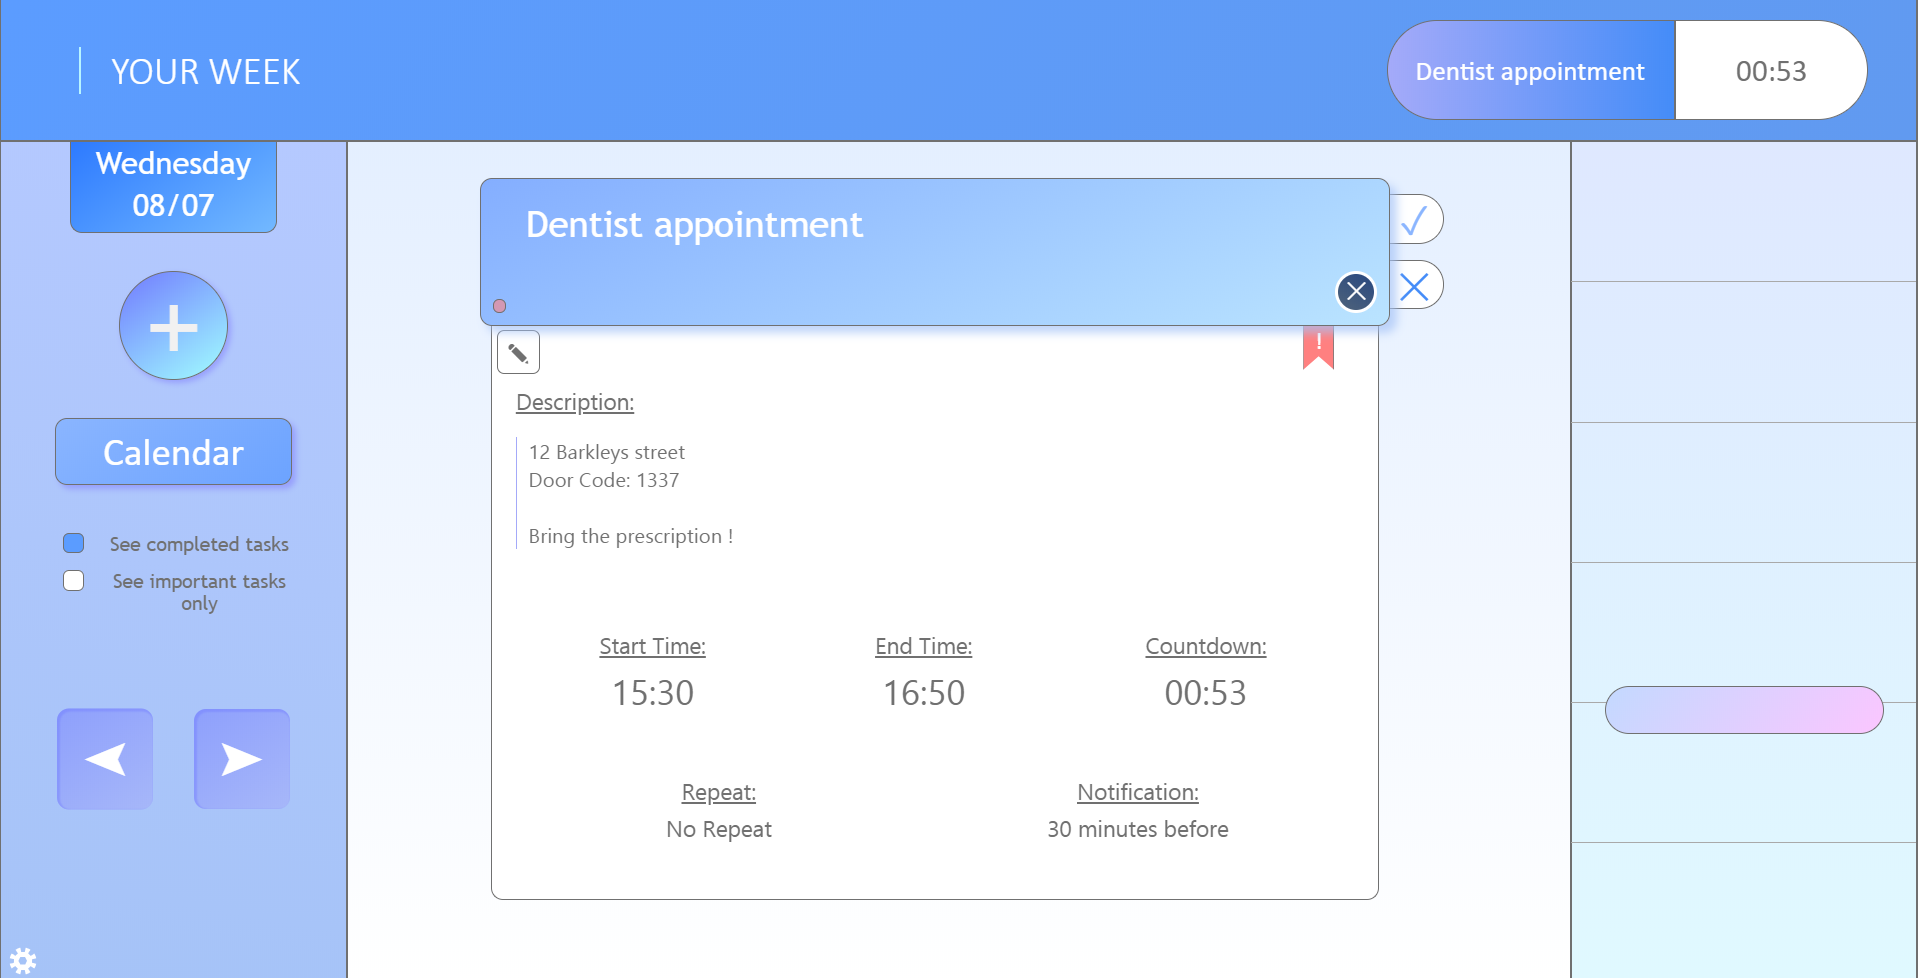 YOUR WEEK
Dentist appointment
00:53
Wednesday
08/07
Calendar
See completed tasks
See important tasks
only
Dentist appointment
!
Description:
12 Barkleys street
Door Code: 1337
Bring the prescription !
Start Time:
End Time:
Countdown:
15:30
16:50
00:53
Repeat:
Notification:
No Repeat
30 minutes before